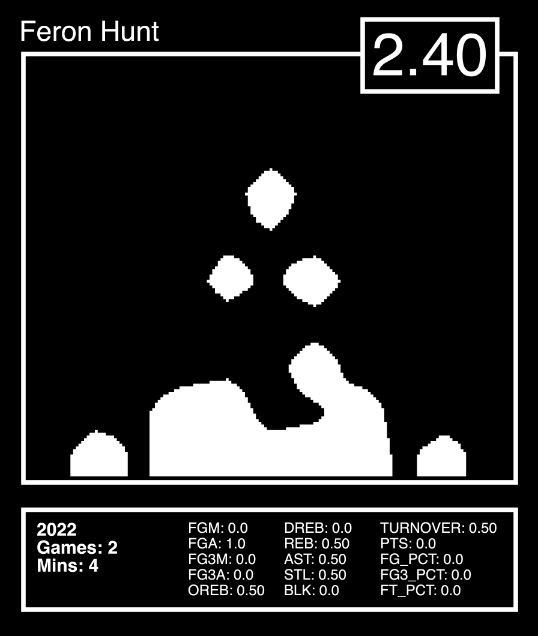 Feron Hunt
2.40
2022
Games: 2
Mins: 4
FGM: 0.0
FGA: 1.0
FG3M: 0.0
FG3A: 0.0
OREB: 0.50
DREB: 0.0
REB: 0.50
AST: 0.50
STL: 0.50
BLK: 0.0
TURNOVER: 0.50
PTS: 0.0
FG_PCT: 0.0
FG3_PCT: 0.0
FT_PCT: 0.0